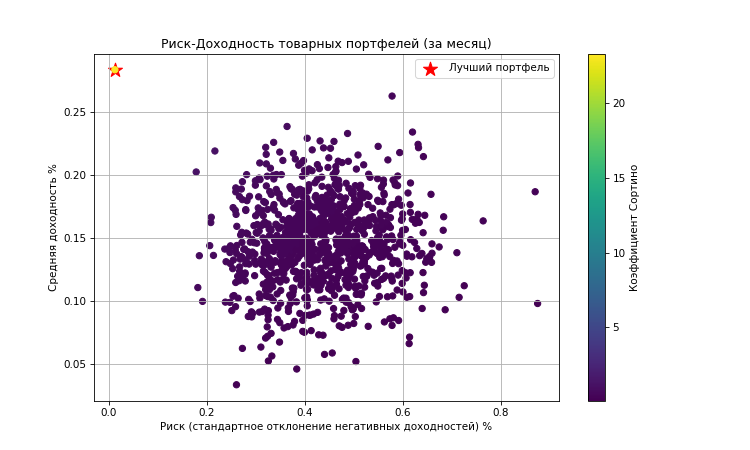 Риск-Доходность товарных портфелей (за месяц)
Лучший портфель
Средняя доходность %
0.25
0.20
0.15
0.10
0.05
0.0
0.2
0.4
0.6
0.8
Риск (стандартное отклонение негативных доходностей) %
20
15
10
5
Коэффициент Сортино